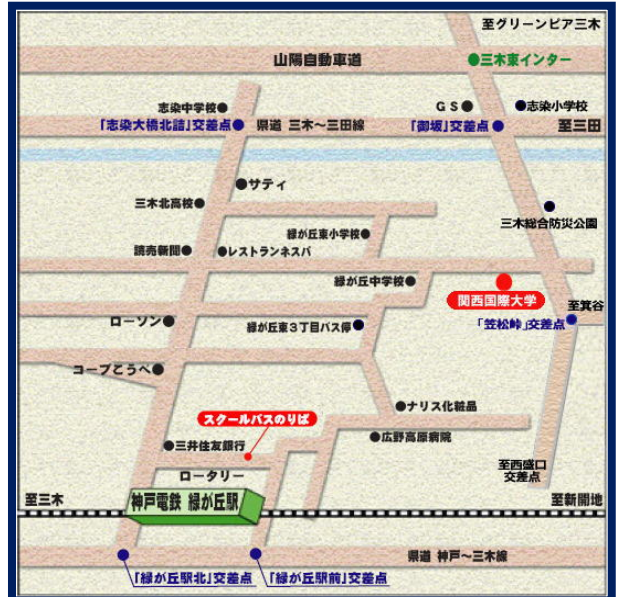 至グリーンピア三木
山陽自動車道
三木東インター
志染中学校
GS
志染小学校
「志染大橋北詰」交差点
県道 三木～三田線
「御坂」交差点
至三田
サティ
三木北高校
三木総合防災公園
緑が丘東小学校
読売新聞
レストランネスパ
緑が丘中学校
関西国際大学
至箕谷
ローソン
緑が丘東3丁目バス停
「笠松峠」交差点
コープこうべ
ナリス化粧品
スクールバスのりば
広野高原病院
三井住友銀行
ロータリー
至西盛口
交差点
至三木
神戸電鉄 緑が丘駅
至新開地
県道 神戸～三木線
「緑が丘駅北」交差点
「緑が丘駅前」交差点